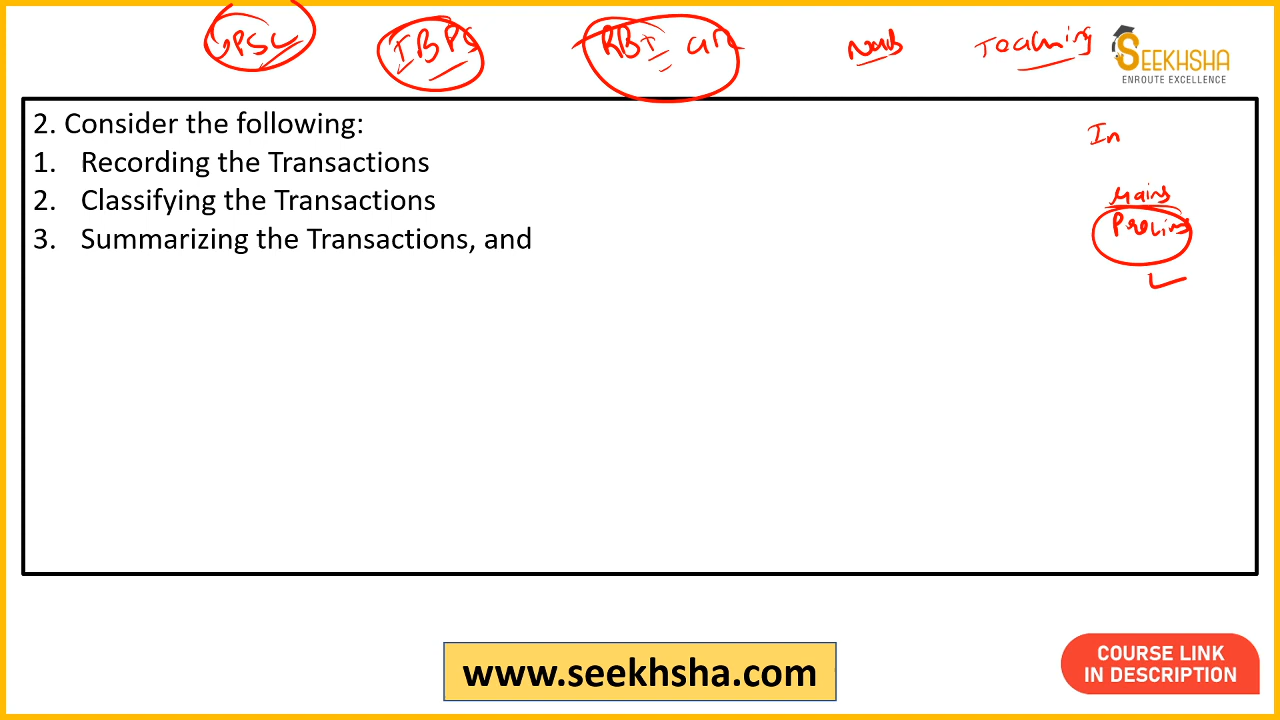 UPSC IBPS RBI GR Teaching
SEEKHSHA
ENROUTE EXCELLENCE
2. Consider the following:
1. Recording the Transactions
2. Classifying the Transactions
3. Summarizing the Transactions, and
In
Mains
Prelims
www.seekhsha.com
COURSE LINK
IN DESCRIPTION